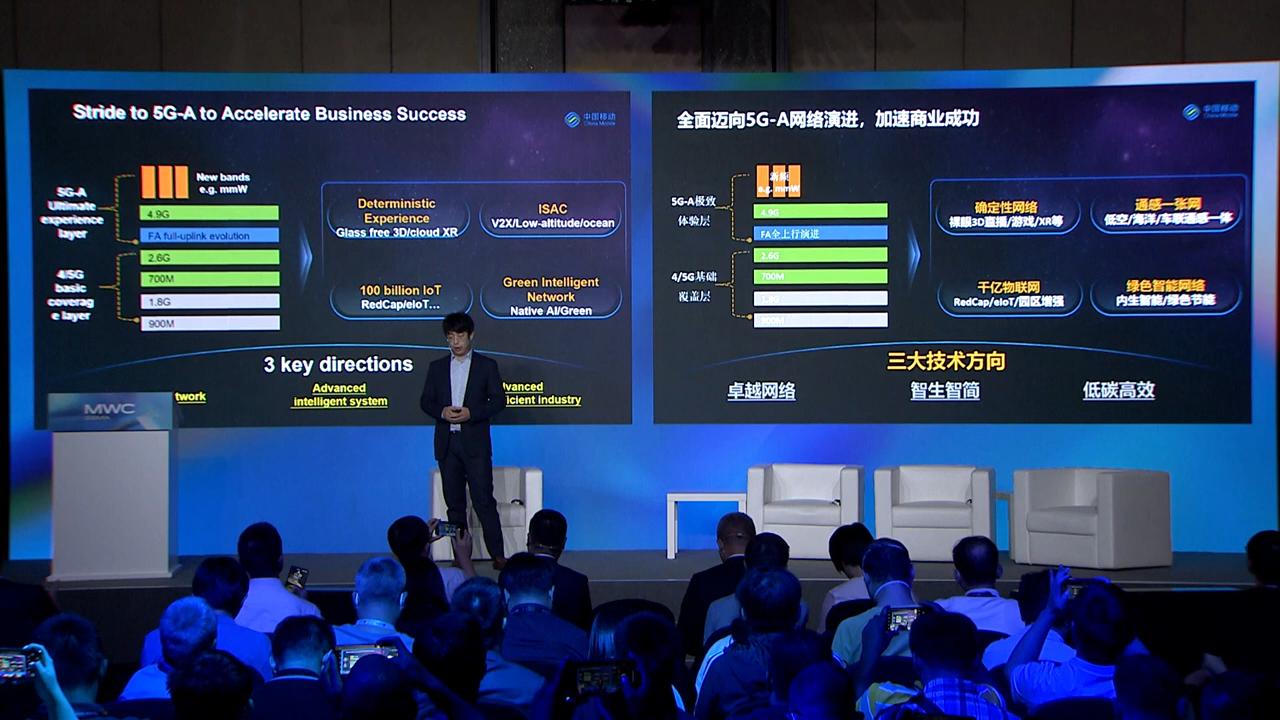 Stride to 5G-A to Accelerate Business Success
中国移动
China Mobile
5G-A
Ultimate
experience
layer
New bands
e.g. mmW
4.9G
FA full-uplink evolution
4/5G
basic
coverag
e layer
2.6G
700M
1.8G
900M
Deterministic
Experience
Glass free 3D/cloud XR
ISAC
V2X/Low-altitude/ocean
100 billion IoT
RedCap/eIoT...
Green Intelligent
Network
Native AI/Green
3 key directions
twork
Advanced
intelligent system
dvanced
icient industry
MWC
全面迈向5G-A网络演进，加速商业成功
中国移动
China Mobile
5G-A极致
体验层
新频
e.g. mmW
4.9G
FA全上行演进
4/5G基础
覆盖层
2.6G
700M
1.8G
900M
确定性网络
裸眼3D直播/游戏/XR等
通感一张网
低空/海洋/车联通感一体
千亿物联网
RedCap/eIoT/园区增强
绿色智能网络
内生智能/绿色节能
三大技术方向
卓越网络
智生智简
低碳高效